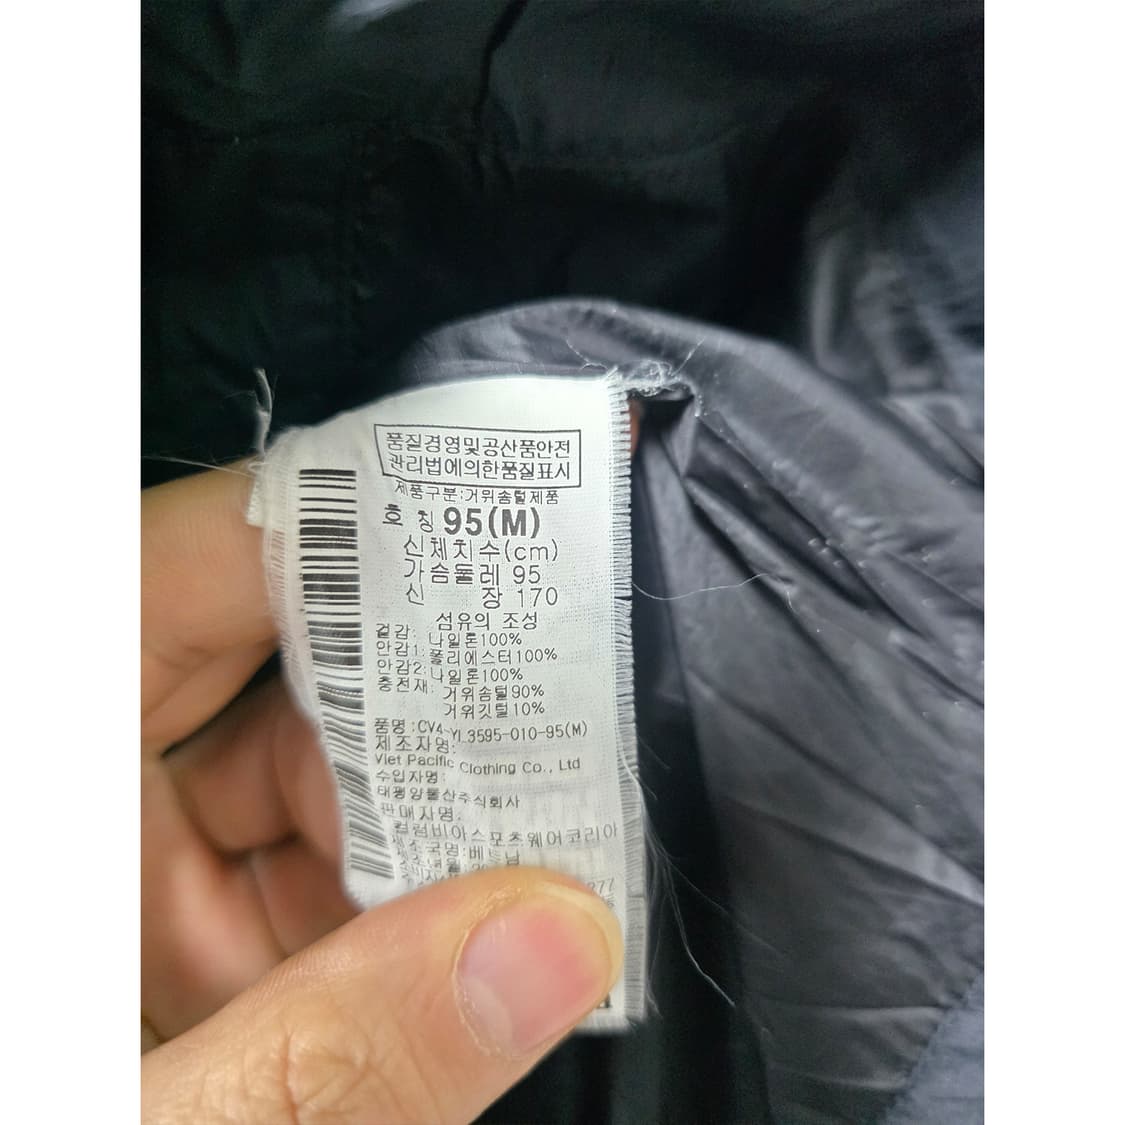 품질경영및공산품안전
관리법에의한품질표시
제품구분:거위솜털제품
호 칭 95(M)
신체치수(cm)
가슴둘레 95
신 장 170
섬유의 조성
겉감: 나일론100%
안감1: 폴리에스터100%
안감2: 나일론100%
충전재: 거위솜털90%
거위깃털10%
품명:CV4-YL3595-010-95(M)
제조자명:
Viet Pacific Clothing Co., Ltd
수입자명:
태평양물산주식회사
판매자명:
컬럼비아스포츠웨어코리아
국명:베트남
277